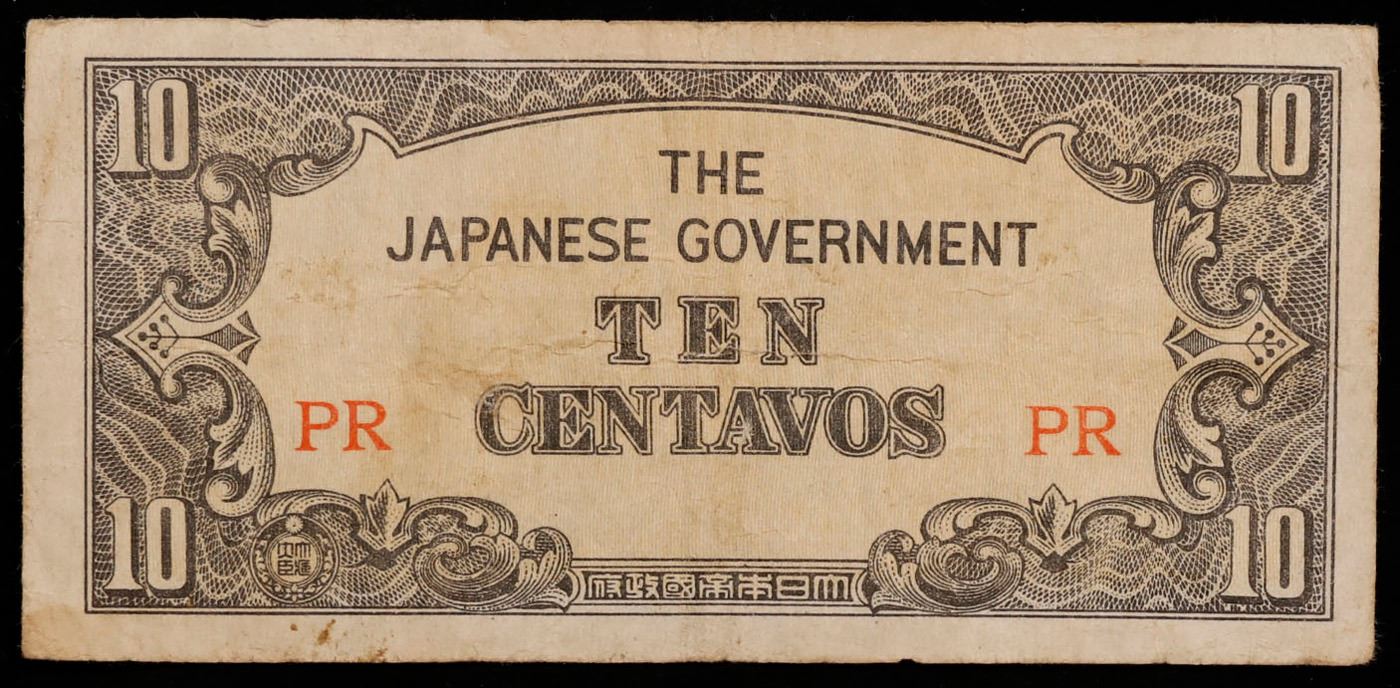 10 10
THE
JAPANESE GOVERNMENT
TEN
PR CENTAVOS PR
10 10
府政國帝本日大